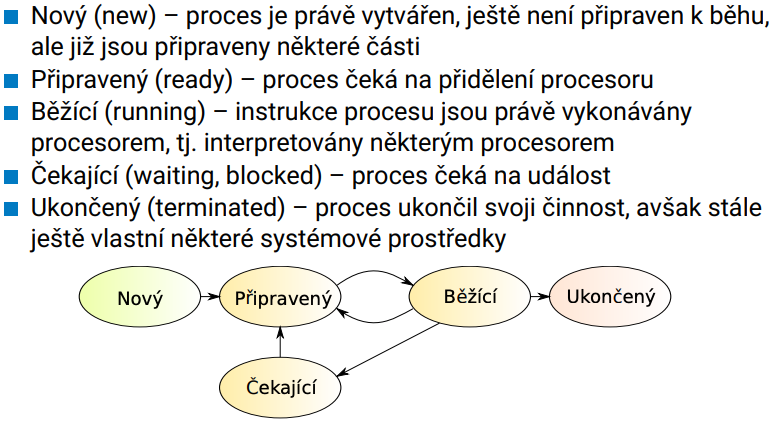 Nový (new) – proces je právě vytvářen, ještě není připraven k běhu,
ale již jsou připraveny některé části
Připravený (ready) – proces čeká na přidělení procesoru
Běžící (running) – instrukce procesu jsou právě vykonávány
procesorem, tj. interpretovány některým procesorem
Čekající (waiting, blocked) – proces čeká na událost
Ukončený (terminated) – proces ukončil svoji činnost, avšak stále
ještě vlastní některé systémové prostředky
Nový
Připravený
Běžící
Ukončený
Čekající